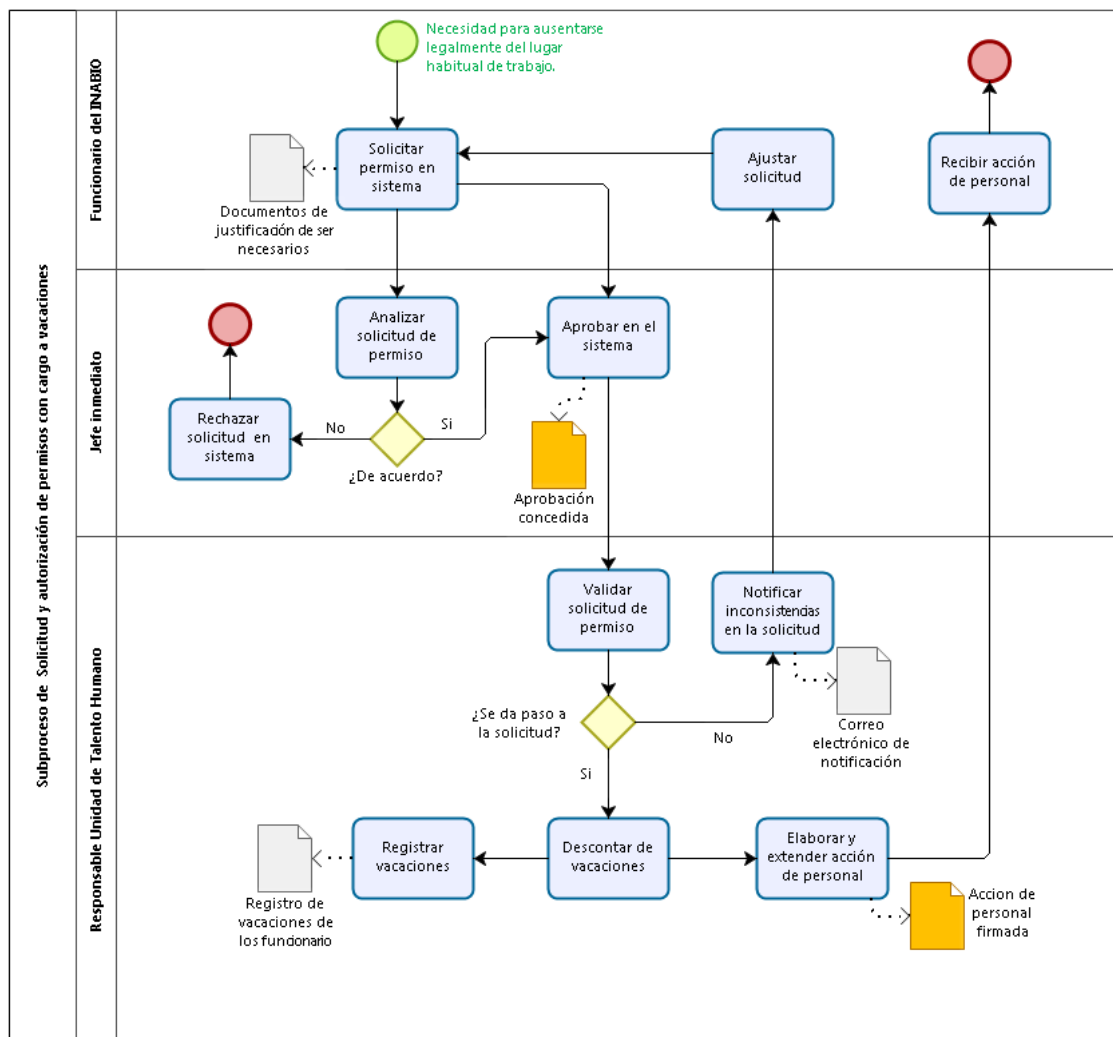 Subproceso de Solicitud y autorización de permisos con cargo a vacaciones
Funcionario del INABIO
Necesidad para ausentarse
legalmente del lugar
habitual de trabajo.
Solicitar
permiso en
sistema
Documentos de
justificación de ser
necesarios
Ajustar
solicitud
Recibir acción
de personal
Jefe inmediato
Analizar
solicitud de
permiso
Aprobar en el
sistema
Rechazar
solicitud en
sistema
No
Si
¿De acuerdo?
Aprobación
concedida
Responsable Unidad de Talento Humano
Validar
solicitud de
permiso
Notificar
inconsistencias
en la solicitud
¿Se da paso a
la solicitud?
No
Correo
electrónico de
notificación
Si
Registrar
vacaciones
Descontar de
vacaciones
Elaborar y
extender acción
de personal
Registro de
vacaciones de
los funcionario
Accion de
personal
firmada